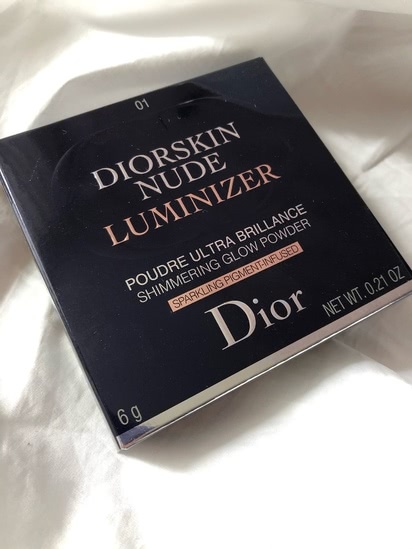 01
DIORSKIN
NUDE
LUMINIZER
POUDRE ULTRA BRILLANCE
SHIMMERING GLOW POWDER
SPARKLING PIGMENT-INFUSED
Dior
6 g
NET WT. 0.21 OZ